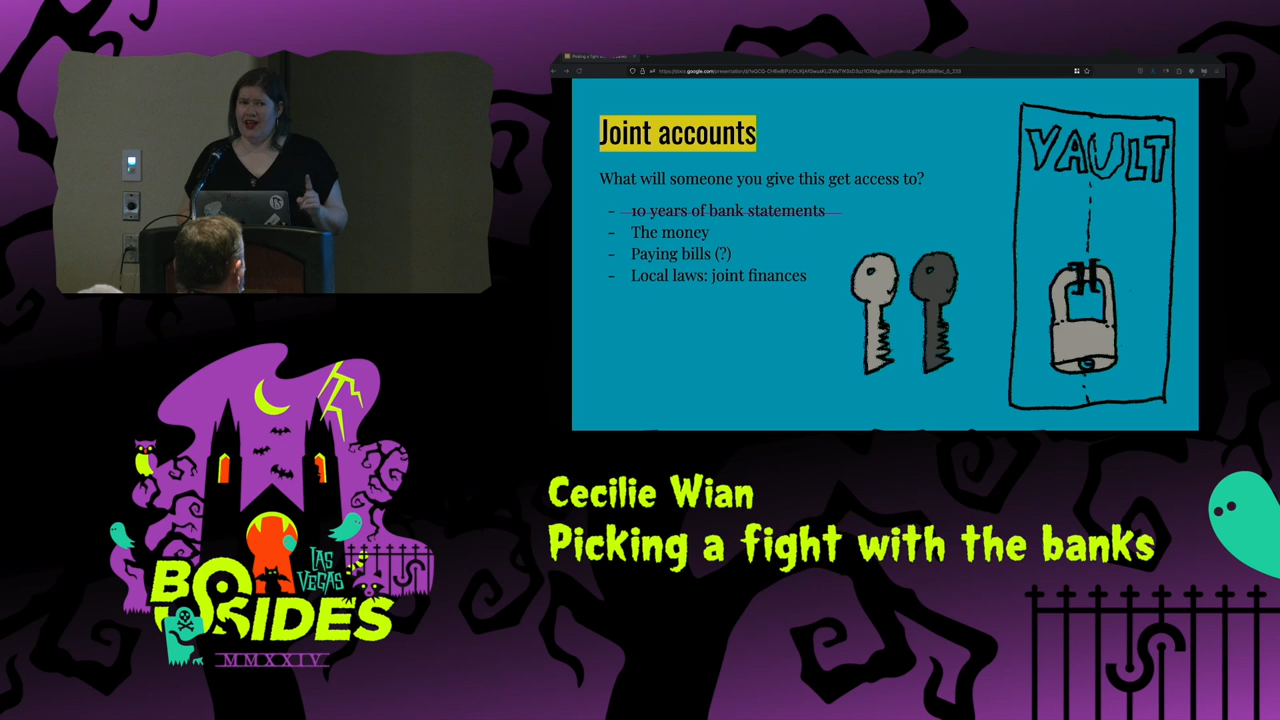 Joint accounts
What will someone you give this get access to?
- 10 years of bank statements
- The money
- Paying bills (?)
- Local laws: joint finances
VAULT
LAS
VEGAS
BSIDES
MMXXIV
Cecilie Wian
Picking a fight with the banks